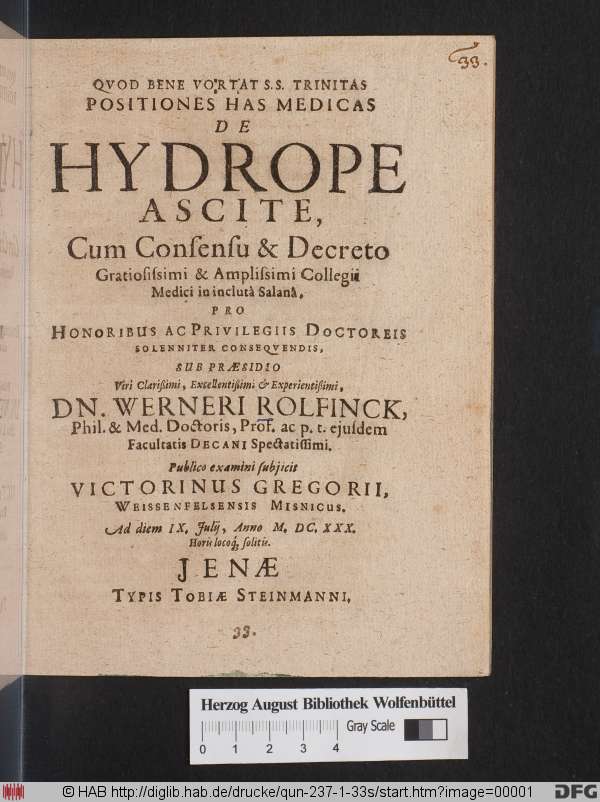 33.
QVOD BENE VORTAT S.S. TRINITAS
POSITIONES HAS MEDICAS
DE
HYDROPE
ASCITE,
Cum Consensu & Decreto
Gratiosissimi & Amplissimi Collegii
Medici in inclutâ Salanâ,
PRO
HONORIBUS AC PRIVILEGIIS DOCTOREIS
SOLENNITER CONSEQVENDIS,
SUB PRÆSIDIO
Viri Clarißimi, Excellentißimi & Experientißimi,
DN. WERNERI ROLFINCK,
Phil. & Med. Doctoris, Prof. ac p. t. ejusdem
Facultatis DECANI Spectatissimi.
Publico examini subjicit
VICTORINUS GREGORII,
WEISSENFELSENSIS MISNICUS.
Ad diem IX. Julij, Anno M. DC. XXX.
Horis locoq́; solitis.
JENÆ
TYPIS TOBIÆ STEINMANNI.
33.
Herzog August Bibliothek Wolfenbüttel
Gray Scale
0 1 2 3 4
© HAB http://diglib.hab.de/drucke/qun-237-1-33s/start.htm?image=00001
DFG